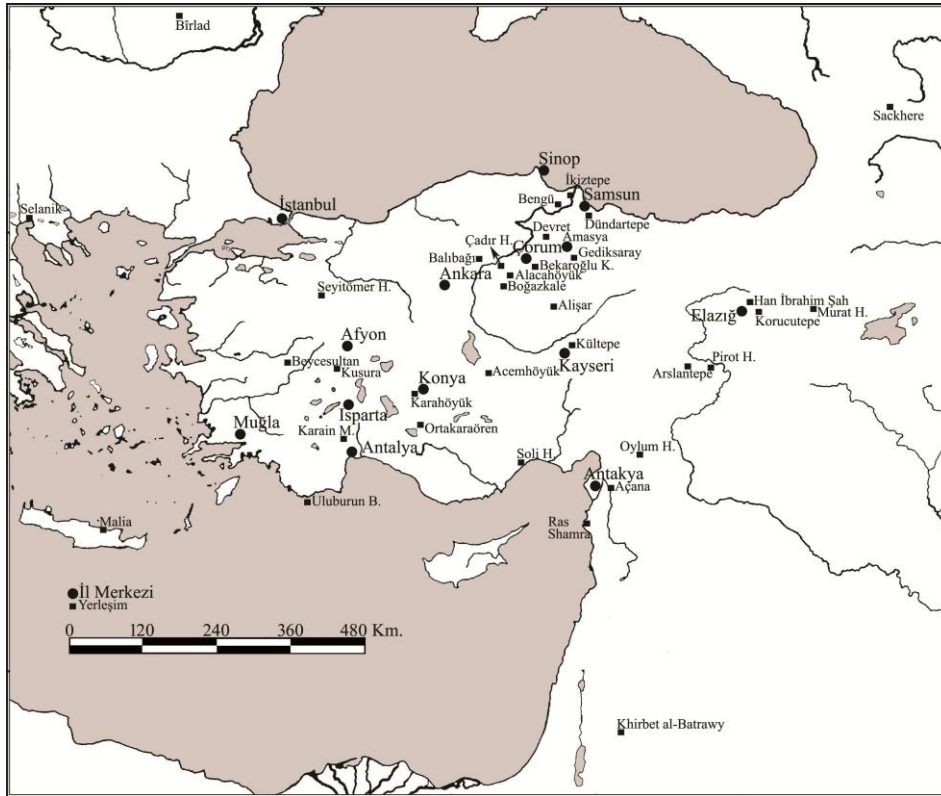 Bîrlad
Sackhere
Sinop
İkiztepe
Bengü
Samsun
Selanik
İstanbul
Dündartepe
Devret
Amasya
Çadır H.
Çorum
Gediksaray
Balıbağı
Bekaroğlu K.
Ankara
Alacahöyük
Boğazkale
Seyitömer H.
Alişar
Han İbrahim Şah
Elazığ
Korucutepe
Murat H.
Afyon
Kültepe
Beycesultan
Kusura
Acemhöyük
Kayseri
Pirot H.
Arslantepe
Konya
Karahöyük
Isparta
Muğla
Karain M.
Ortakaraören
Antalya
Soli H.
Oylum H.
Antakya
Açana
Uluburun B.
Malia
Ras
Shamra
İl Merkezi
Yerleşim
0 120 240 360 480 Km.
Khirbet al-Batrawy